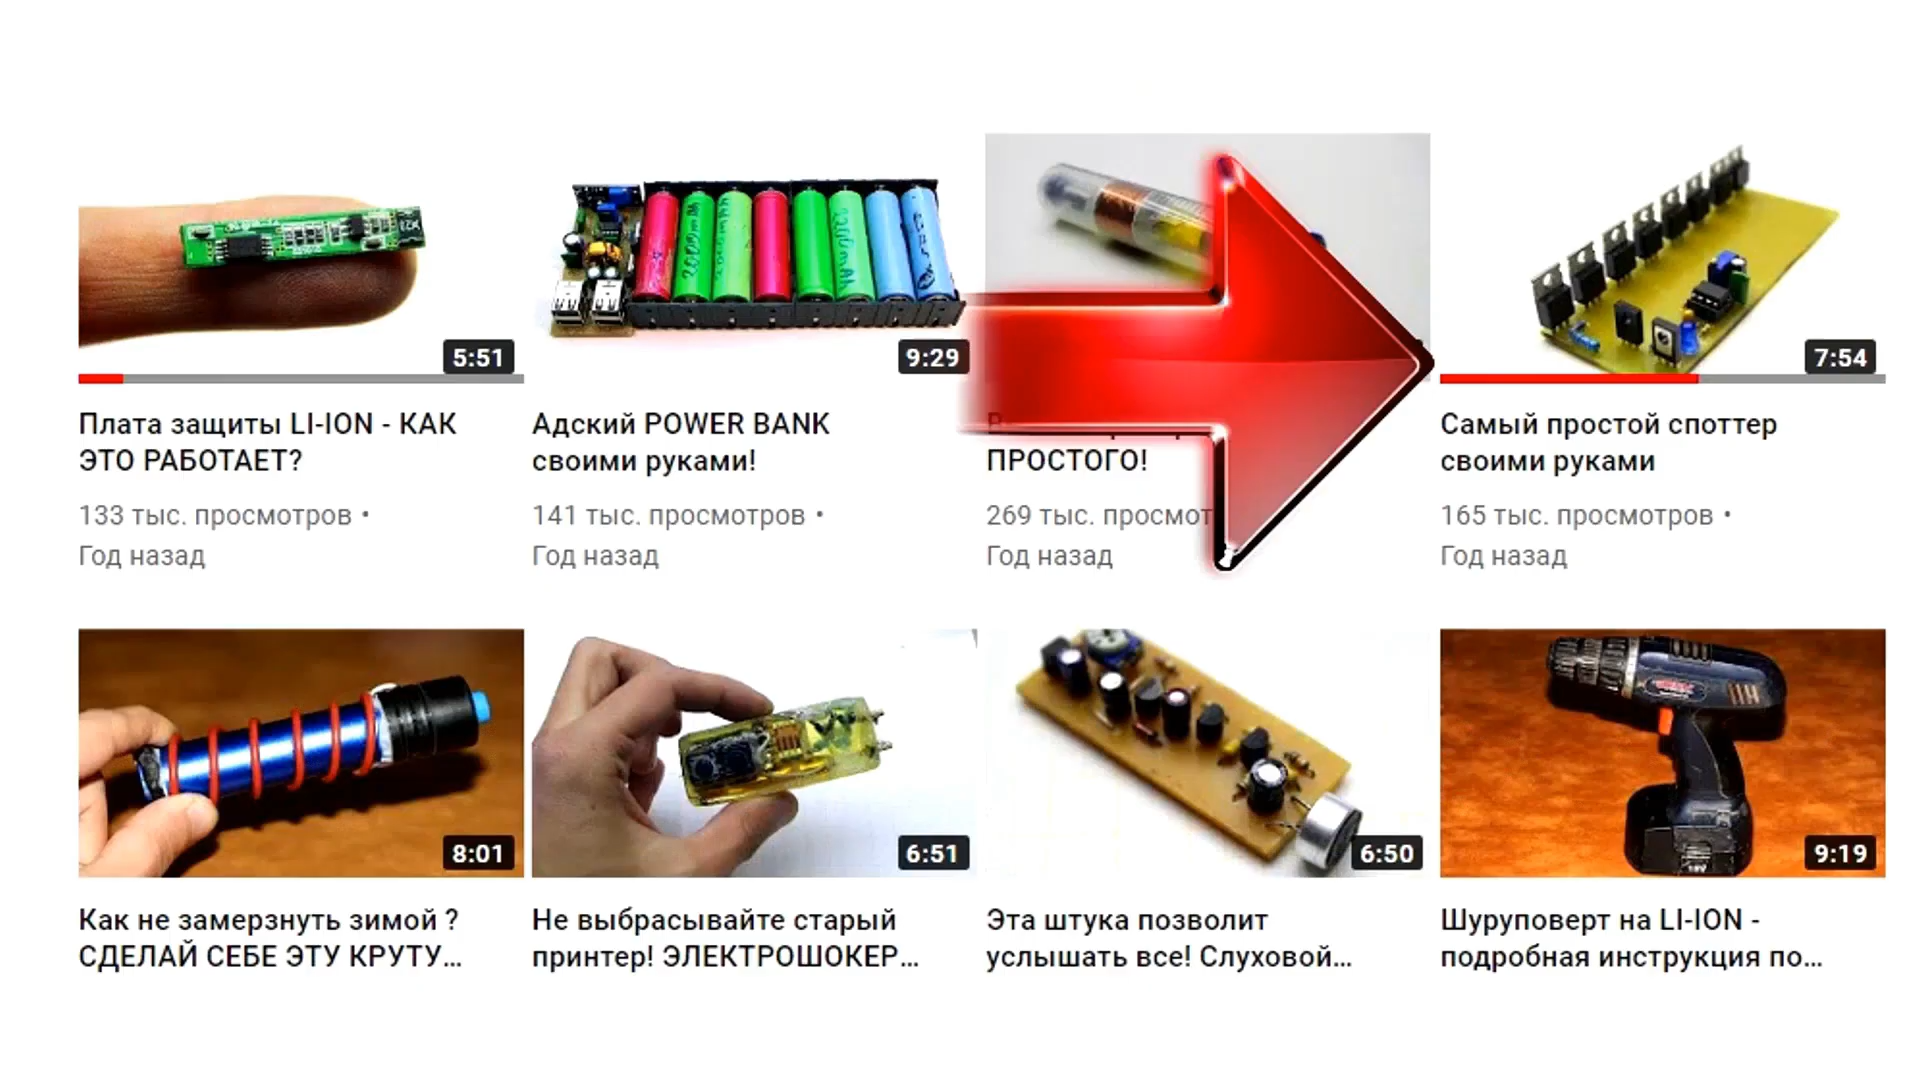 5:51
9:29
7:54
Плата защиты LI-ION - КАК
ЭТО РАБОТАЕТ?
133 тыс. просмотров •
Год назад
Адский POWER BANK
своими руками!
141 тыс. просмотров •
Год назад
ПРОСТОГО!
269 тыс.
Год назад
Самый простой споттер
своими руками
165 тыс. просмотров •
Год назад
8:01
6:51
6:50
9:19
Как не замерзнуть зимой ?
СДЕЛАЙ СЕБЕ ЭТУ КРУТУ...
Не выбрасывайте старый
принтер! ЭЛЕКТРОШОКЕР...
Эта штука позволит
услышать все! Слуховой...
Шуруповерт на LI-ION -
подробная инструкция по...